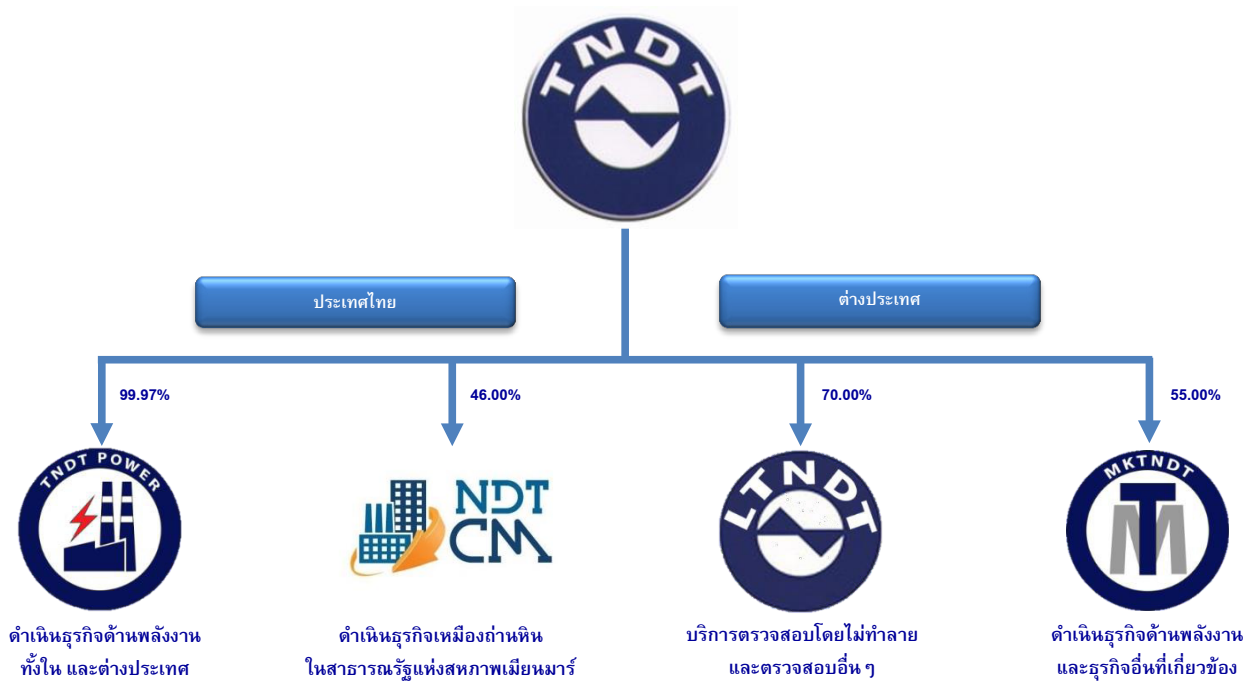 TNDT
ประเทศไทย
ต่างประเทศ
99.97%
46.00%
70.00%
55.00%
TNDT POWER
NDT
CM
LTNDT
MKTNDT
TM
ดำเนินธุรกิจด้านพลังงาน
ทั้งใน และต่างประเทศ
ดำเนินธุรกิจเหมืองถ่านหิน
ในสาธารณรัฐแห่งสหภาพเมียนมาร์
บริการตรวจสอบโดยไม่ทำลาย
และตรวจสอบอื่น ๆ
ดำเนินธุรกิจด้านพลังงาน
และธุรกิจอื่นที่เกี่ยวข้อง